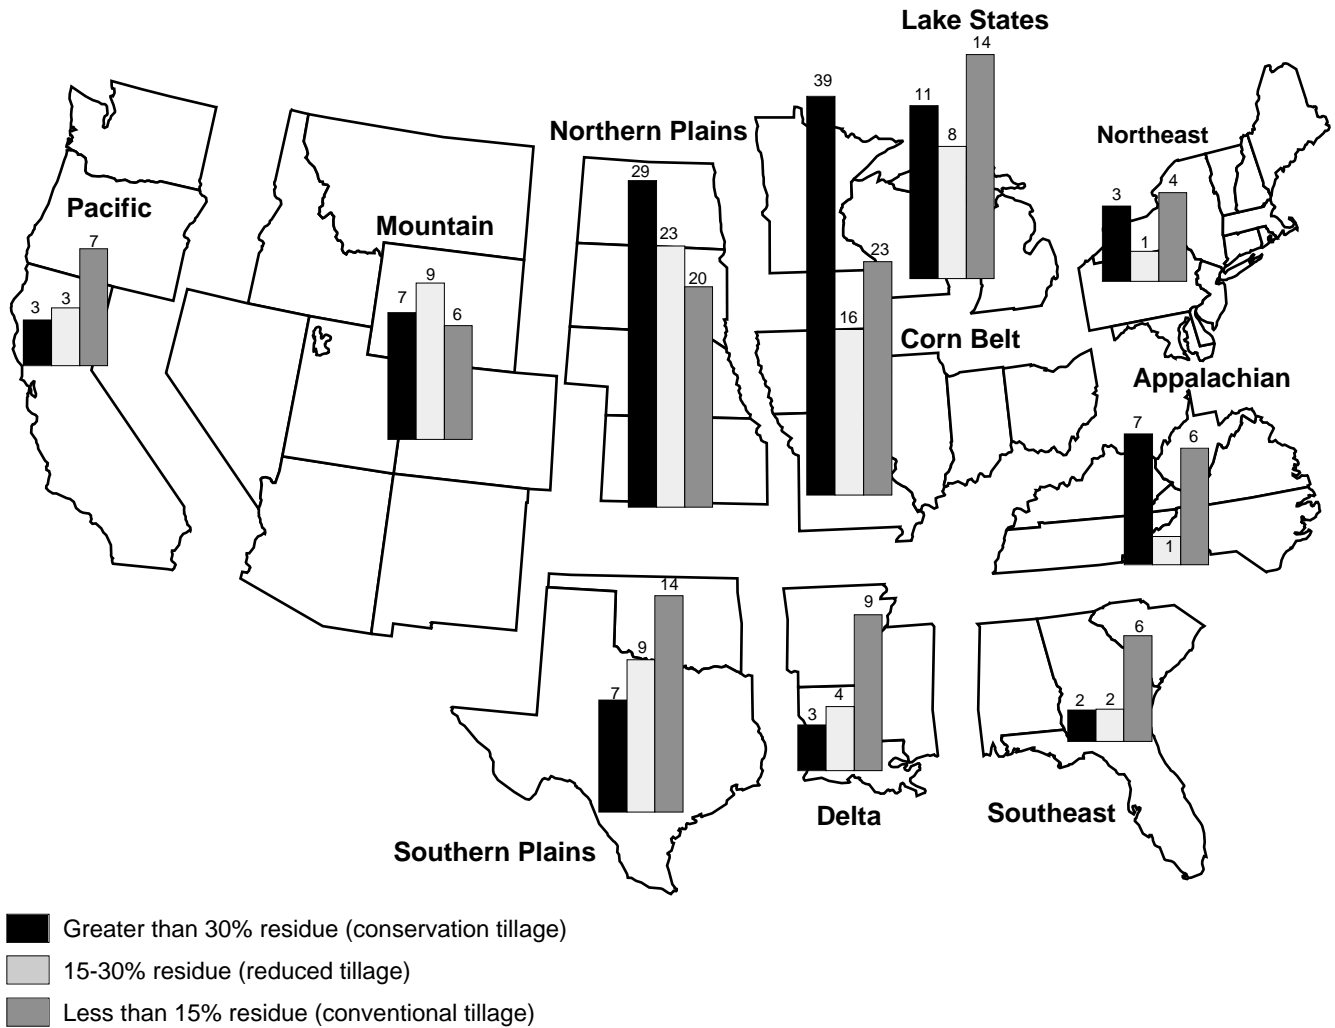 Lake States
14
39
11
8
Northern Plains
Northeast
29
3
1
4
Pacific
Mountain
23
7
3
3
7
9
6
20
23
16
Corn Belt
Appalachian
7
6
1
14
9
7
9
4
3
6
2
2
Delta
Southeast
Southern Plains
Greater than 30% residue (conservation tillage)
15-30% residue (reduced tillage)
Less than 15% residue (conventional tillage)